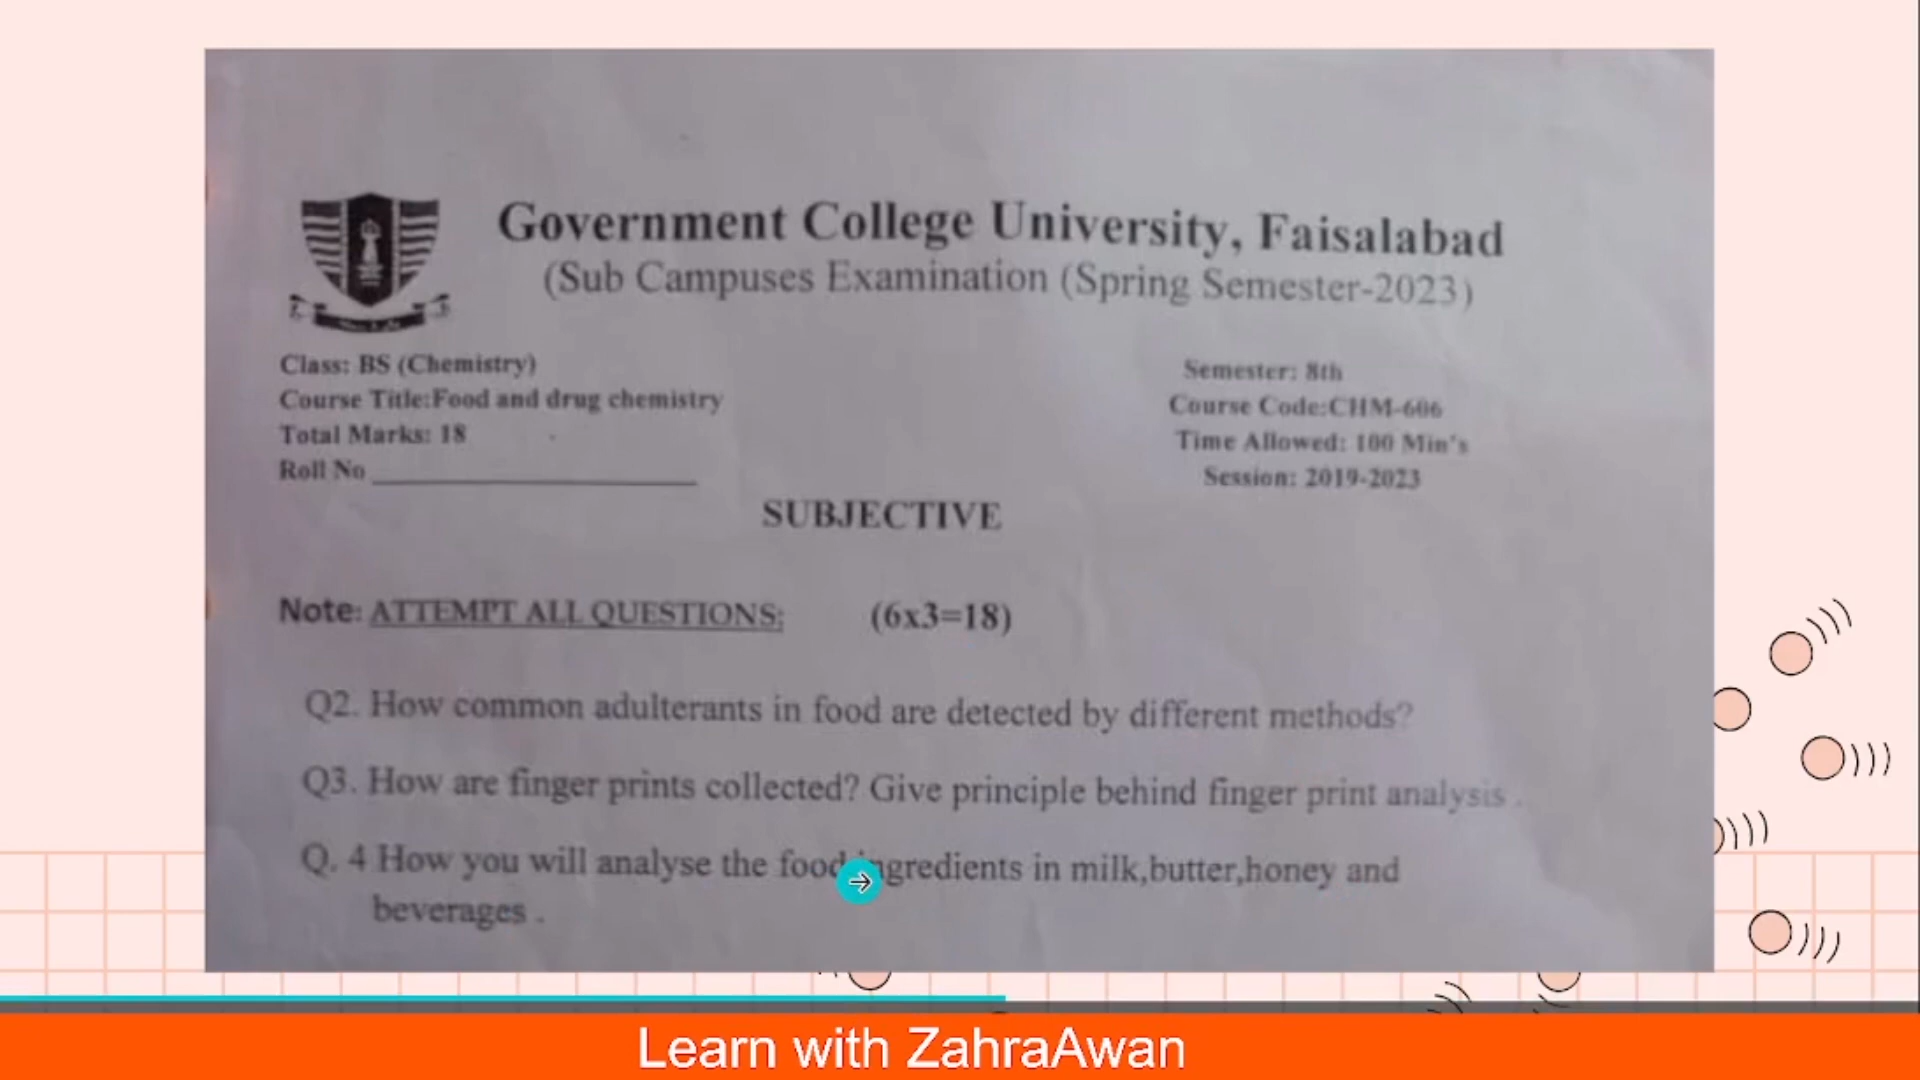 Government College University, Faisalabad
(Sub Campuses Examination (Spring Semester-2023)
Class: BS (Chemistry)
Semester: 8th
Course Title:Food and drug chemistry
Course Code:CHM-606
Total Marks: 18
Time Allowed: 100 Min's
Roll No
Session: 2019-2023
SUBJECTIVE
Note: ATTEMPT ALL QUESTIONS: (6x3=18)
Q2. How common adulterants in food are detected by different methods?
Q3. How are finger prints collected? Give principle behind finger print analysis .
Q. 4 How you will analyse the food ingredients in milk,butter,honey and
beverages .
Learn with ZahraAwan